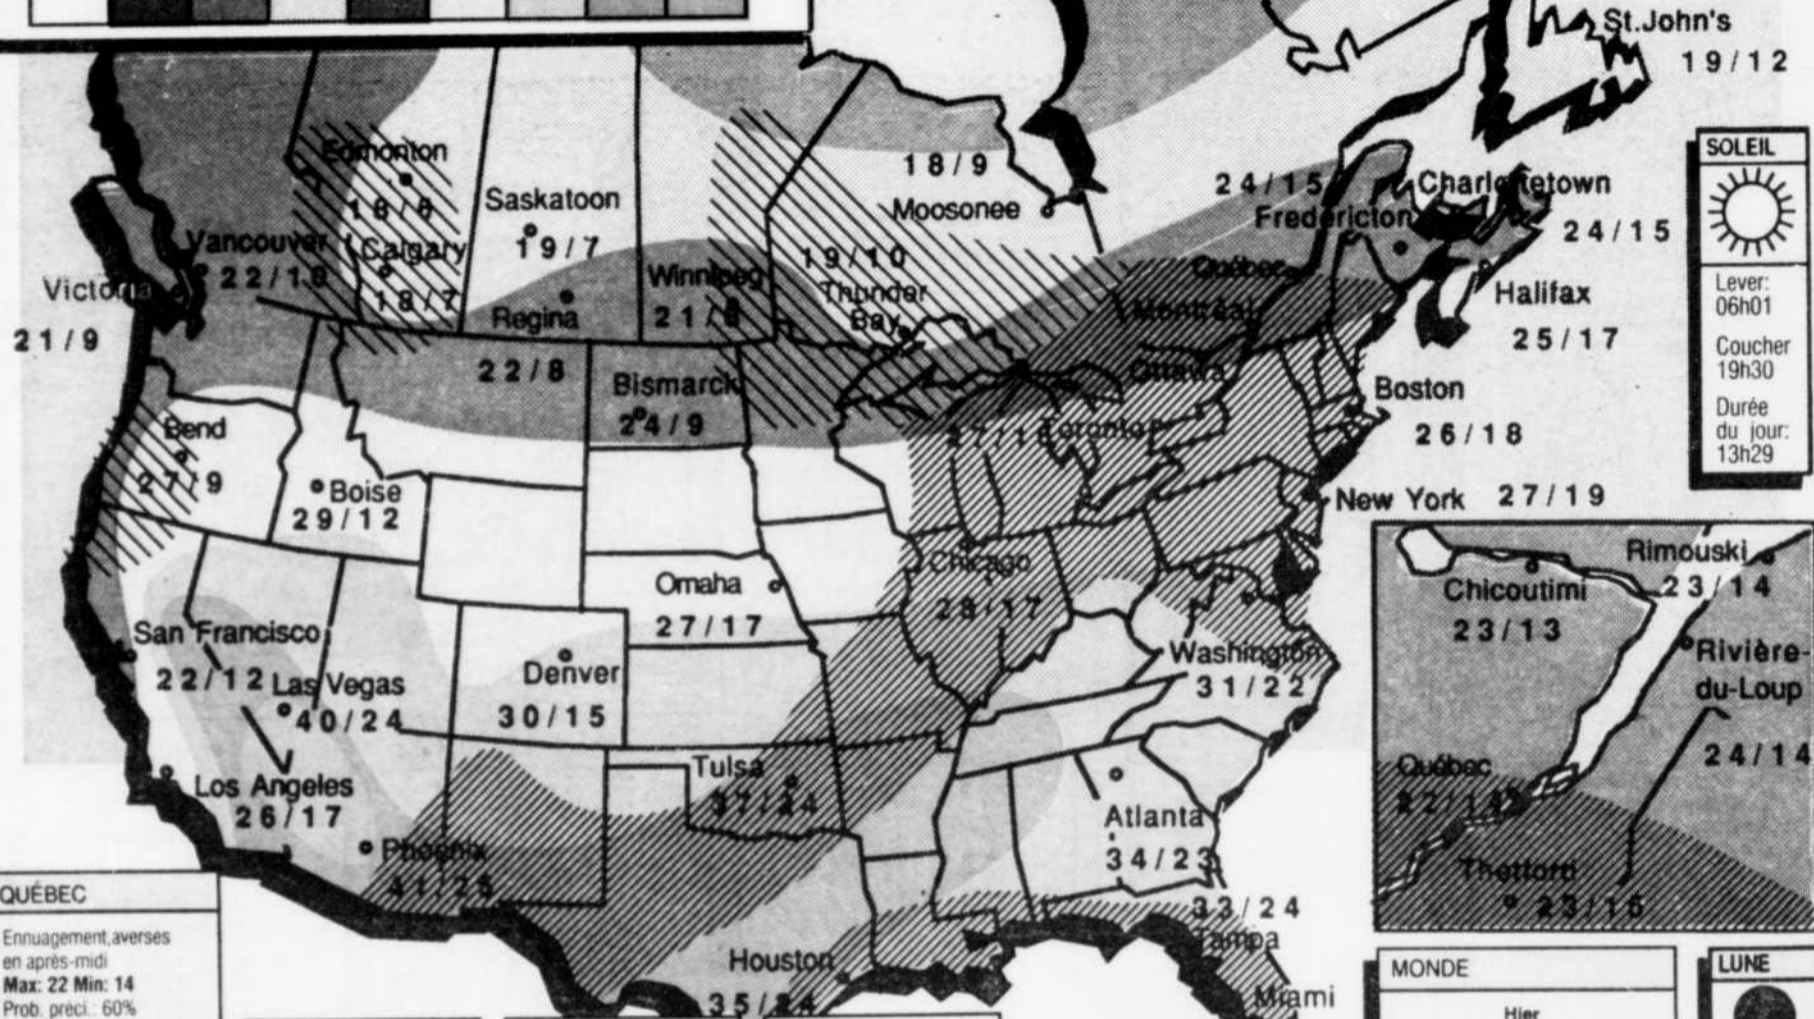 St.John's
19/12
SOLEIL
Lever:
06h01
Coucher
19h30
Durée
du jour:
13h29
Edmonton
Saskatoon
19/7
18/9
Moosonee
24/15
Charlottetown
Fredericton
24/15
Vancouver
Calgary
18/7
Winnipeg
19/10
Thunder
Bay
Québec
Montréal
Halifax
25/17
Victoria
21/9
Regina
22/8
Bismarck
24/9
Ottawa
Boston
26/18
Bend
27/9
Toronto
Boise
29/12
New York 27/19
Omaha
27/17
Chicago
28/17
Rimouski
23/14
Chicoutimi
23/13
San Francisco
22/12
Las Vegas
40/24
Denver
30/15
Washington
31/22
Rivière-
du-Loup
24/14
Los Angeles
26/17
Tulsa
37/24
Atlanta
34/23
Québec
Phoenix
Thetford
23/15
33/24
Tampa
Houston
35/24
Miami
QUÉBEC
Ennuagement,averses
en après-midi
Max: 22 Min: 14
Prob. préci.: 60%
MONDE
Hier
LUNE